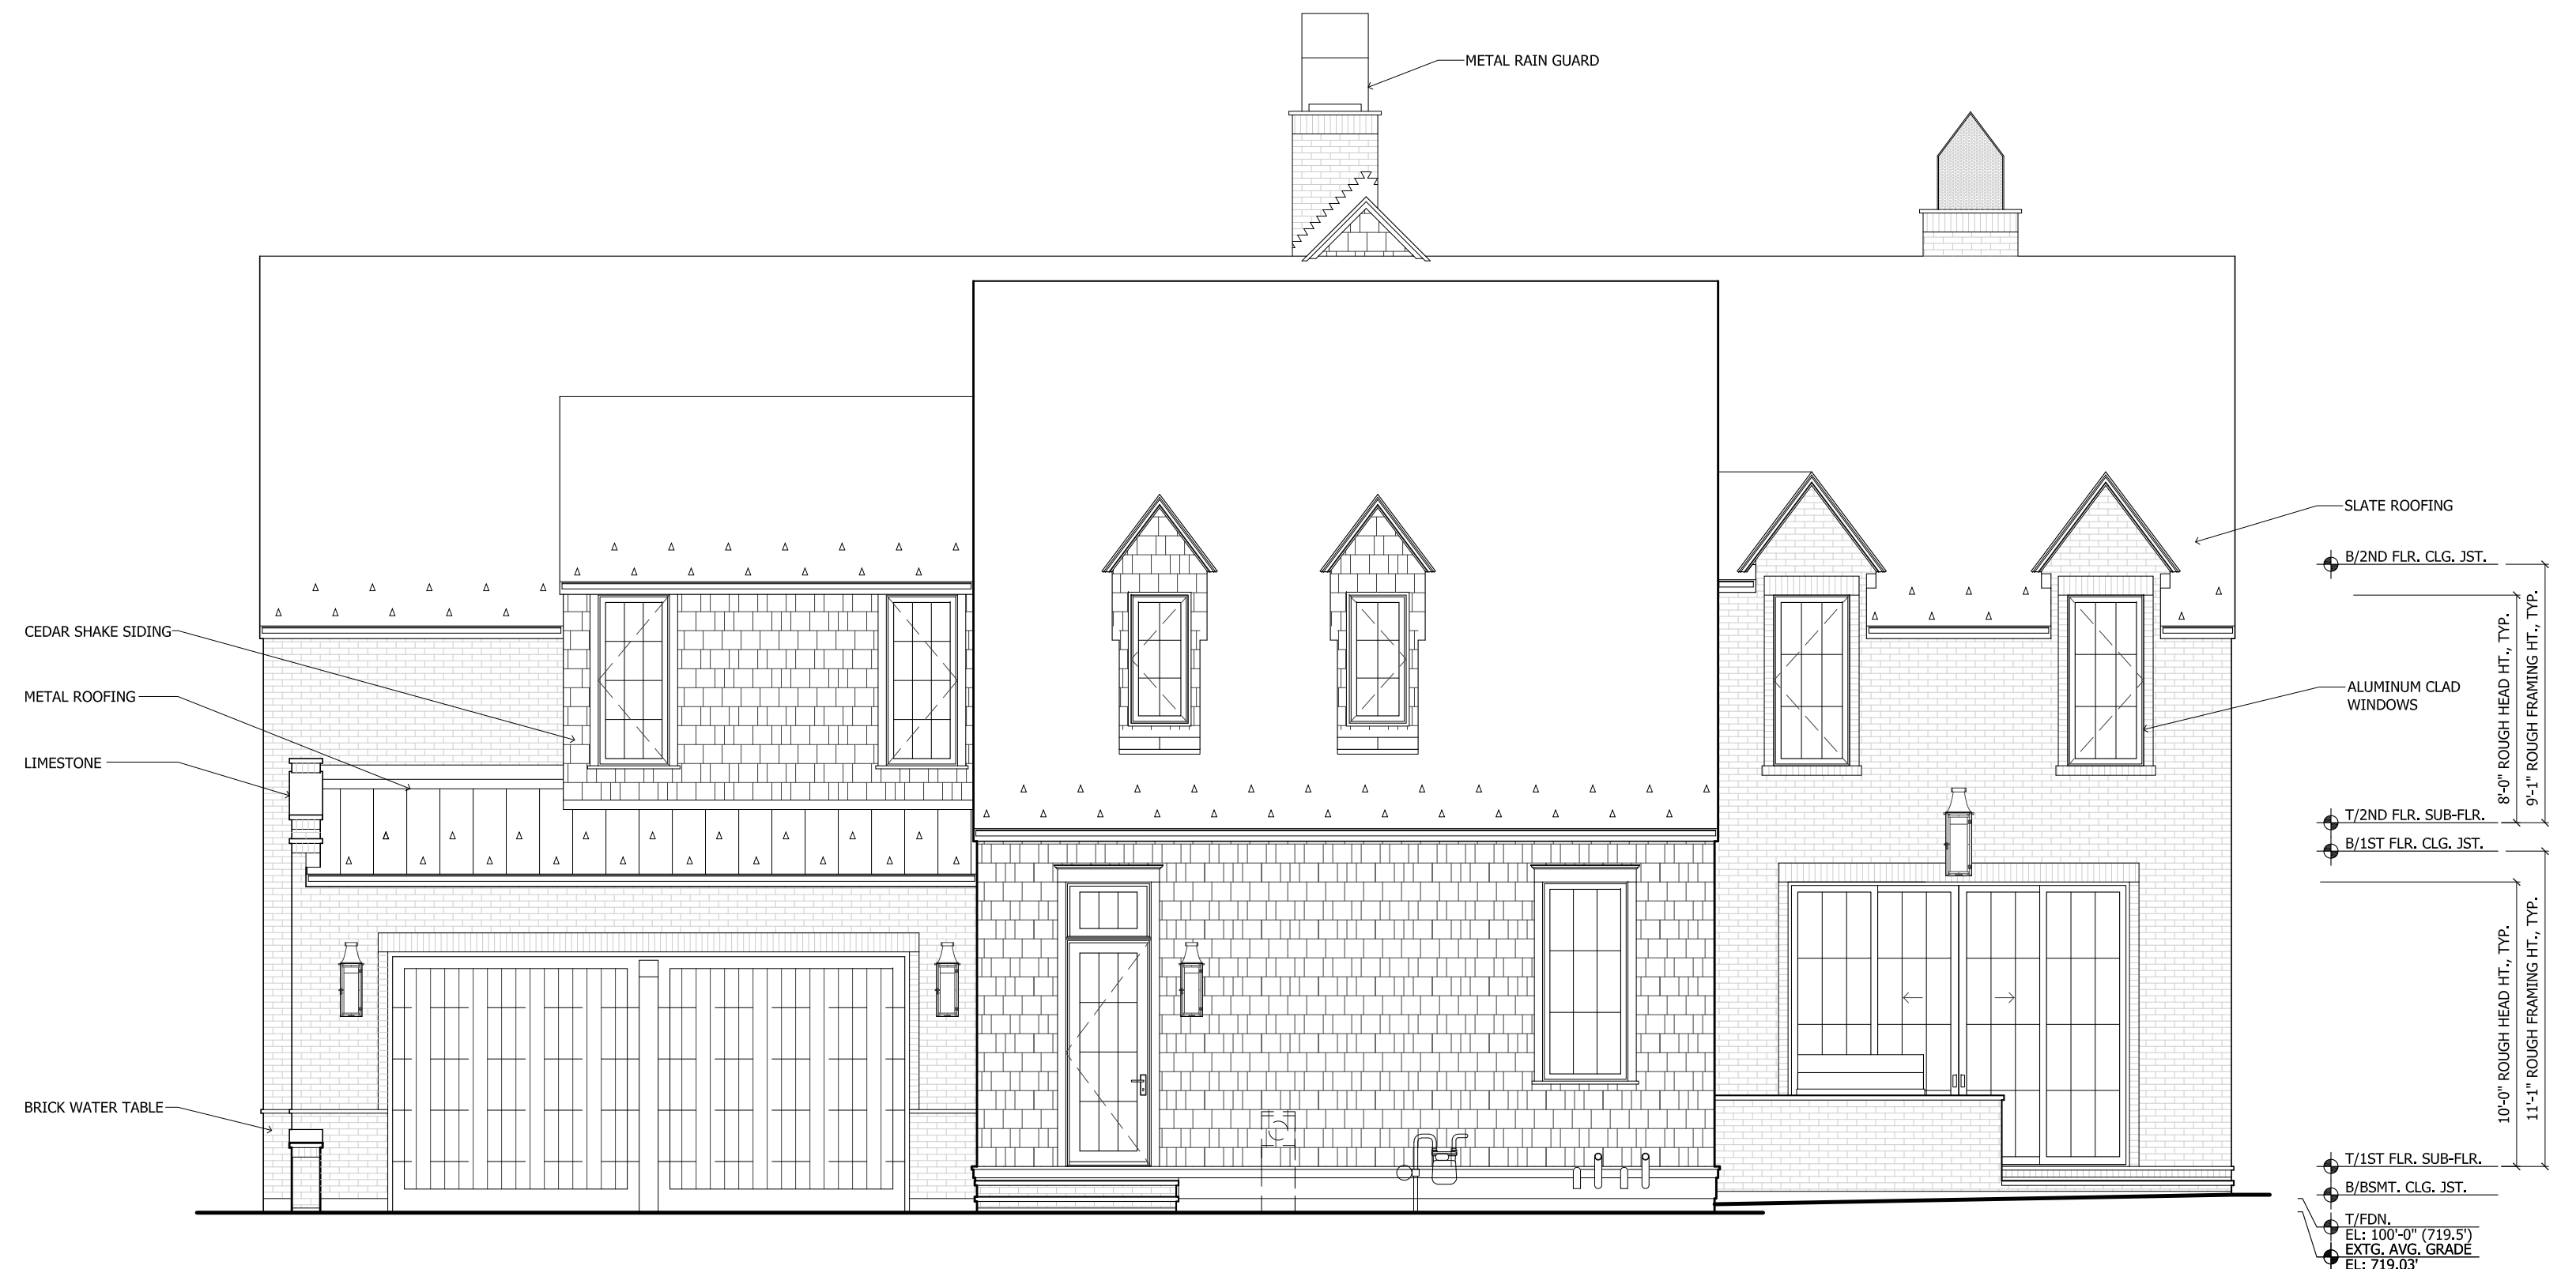 METAL RAIN GUARD
SLATE ROOFING
B/2ND FLR. CLG. JST.
CEDAR SHAKE SIDING
METAL ROOFING
LIMESTONE
ALUMINUM CLAD
WINDOWS
8'-0" ROUGH HEAD HT., TYP.
9'-1" ROUGH FRAMING HT., TYP.
T/2ND FLR. SUB-FLR.
B/1ST FLR. CLG. JST.
10'-0" ROUGH HEAD HT., TYP.
11'-1" ROUGH FRAMING HT., TYP.
BRICK WATER TABLE
T/1ST FLR. SUB-FLR.
B/BSMT. CLG. JST.
T/FDN.
EL: 100'-0" (719.5')
EXTG. AVG. GRADE
EL: 719.03'